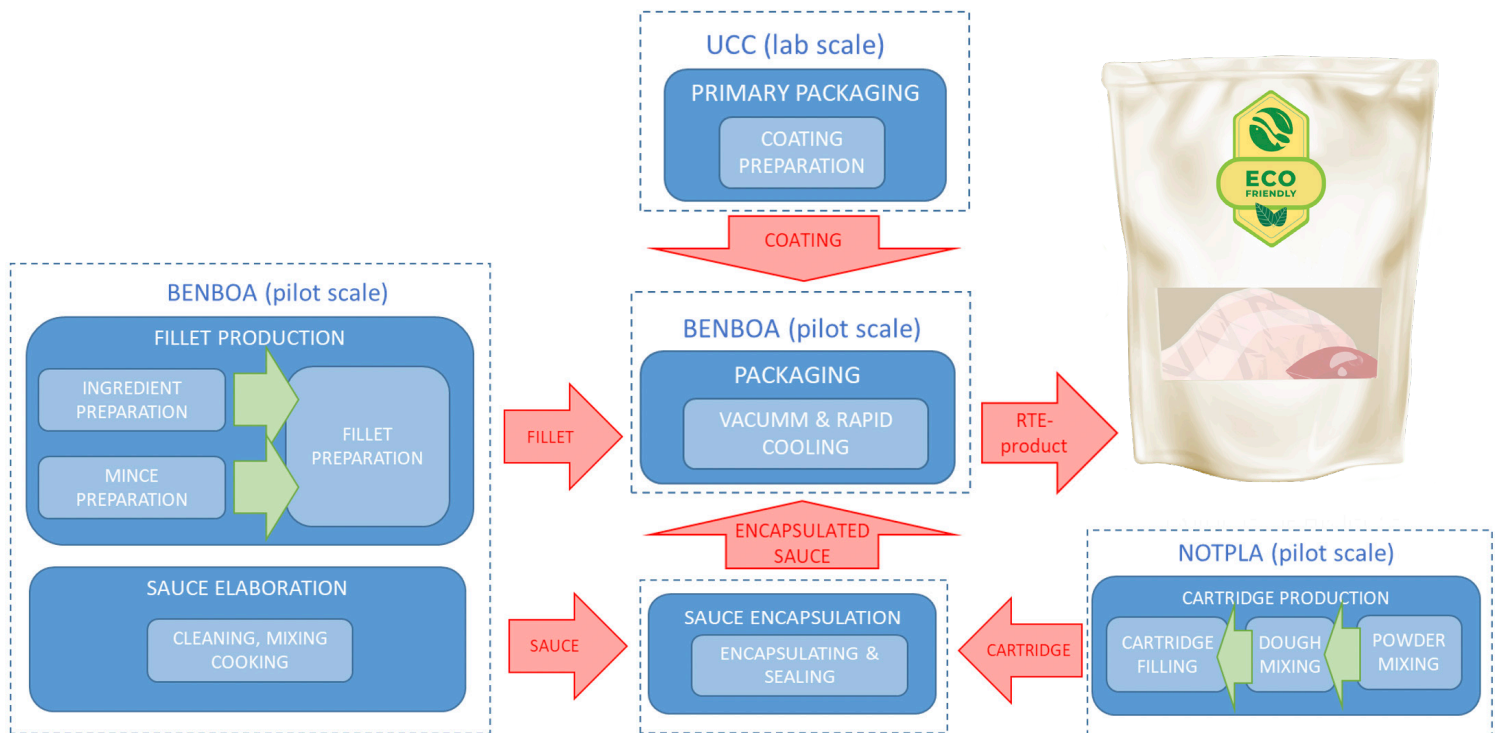 UCC (lab scale)
PRIMARY PACKAGING
COATING
PREPARATION
COATING
ECO
FRIENDLY
BENBOA (pilot scale)
FILLET PRODUCTION
INGREDIENT
PREPARATION
MINCE
PREPARATION
FILLET
PREPARATION
FILLET
BENBOA (pilot scale)
PACKAGING
VACUMM & RAPID
COOLING
RTE-
product
SAUCE ELABORATION
CLEANING, MIXING
COOKING
SAUCE
ENCAPSULATED
SAUCE
SAUCE ENCAPSULATION
ENCAPSULATING &
SEALING
CARTRIDGE
NOTPLA (pilot scale)
CARTRIDGE PRODUCTION
CARTRIDGE
FILLING
DOUGH
MIXING
POWDER
MIXING